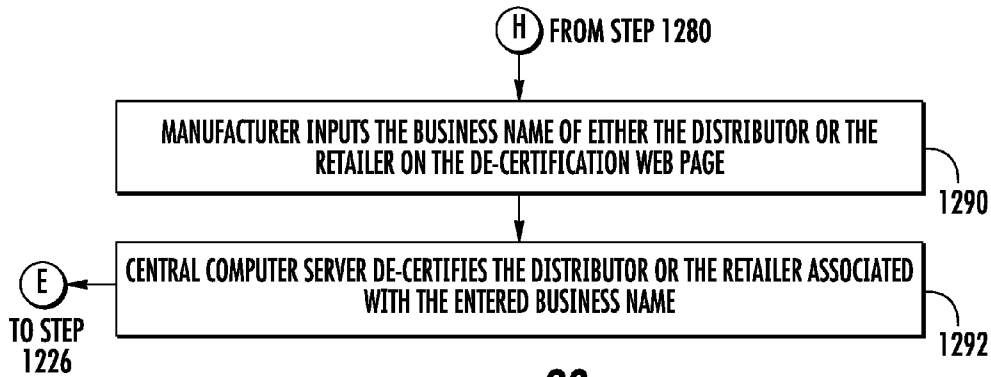 H FROM STEP 1280
MANUFACTURER INPUTS THE BUSINESS NAME OF EITHER THE DISTRIBUTOR OR THE
RETAILER ON THE DE-CERTIFICATION WEB PAGE
1290
CENTRAL COMPUTER SERVER DE-CERTIFIES THE DISTRIBUTOR OR THE RETAILER ASSOCIATED
WITH THE ENTERED BUSINESS NAME
1292
E
TO STEP
1226